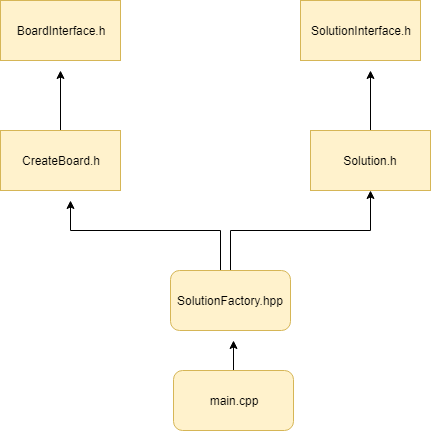 BoardInterface.h
SolutionInterface.h
CreateBoard.h
Solution.h
SolutionFactory.hpp
main.cpp